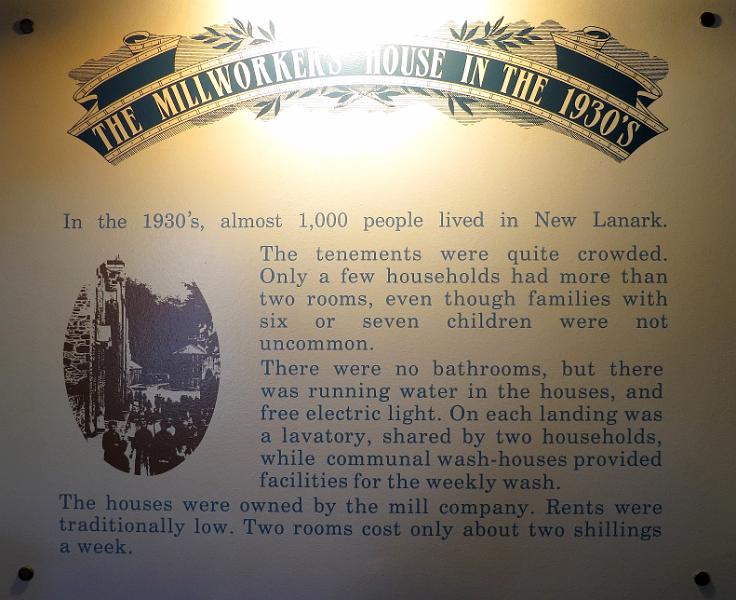 THE MILLWORKER'S HOUSE IN THE 1930'S
In the 1930's, almost 1,000 people lived in New Lanark.
The tenements were quite crowded.
Only a few households had more than
two rooms, even though families with
six or seven children were not
uncommon.
There were no bathrooms, but there
was running water in the houses, and
free electric light. On each landing was
a lavatory, shared by two households,
while communal wash-houses provided
facilities for the weekly wash.
The houses were owned by the mill company. Rents were
traditionally low. Two rooms cost only about two shillings
a week.